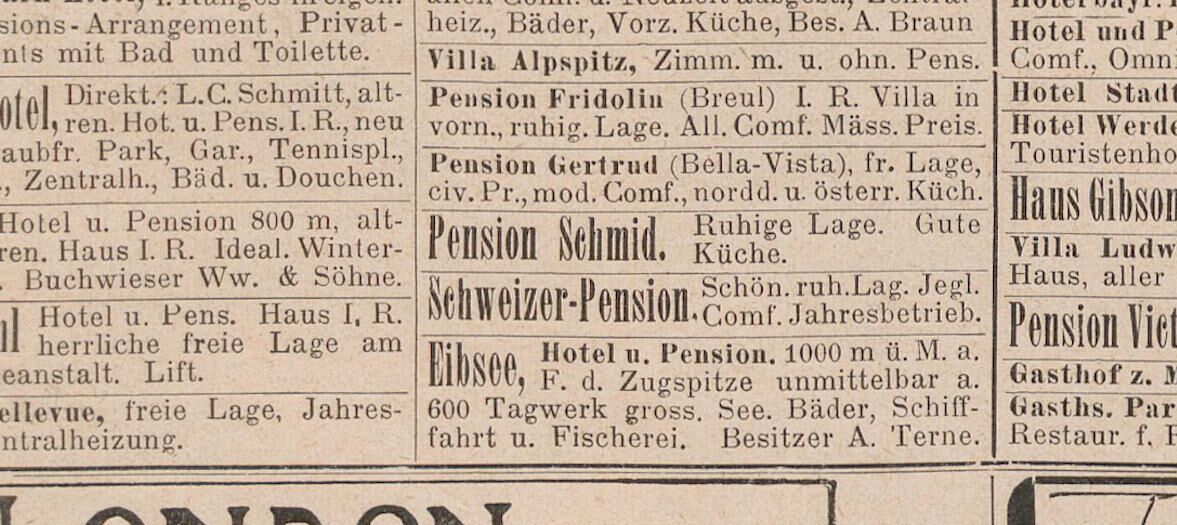 sions-Arrangement, Privat-
nts mit Bad und Toilette.
otel, Direkt.: L.C. Schmitt, alt-
ren. Hot. u. Pens. I. R., neu
aubfr. Park, Gar., Tennispl.,
., Zentralh., Bäd. u. Douchen.
Hotel u. Pension 800 m, alt-
ren. Haus I. R. Ideal. Winter-
. Buchwieser Ww. & Söhne.
Hotel u. Pens. Haus I, R.
herrliche freie Lage am
eanstalt. Lift.
ellevue, freie Lage, Jahres-
ntralheizung.
heiz., Bäder, Vorz. Küche, Bes. A. Braun
Villa Alpspitz, Zimm. m. u. ohn. Pens.
Pension Fridolin (Breul) I. R. Villa in
vorn., ruhig. Lage. All. Comf. Mäss. Preis.
Pension Gertrud (Bella-Vista), fr. Lage,
civ. Pr., mod. Comf., nordd. u. österr. Küch.
Pension Schmid. Ruhige Lage. Gute
Küche.
Schweizer-Pension. Schön. ruh. Lag. Jegl.
Comf. Jahresbetrieb.
Eibsee, Hotel u. Pension. 1000 m ü. M. a.
F. d. Zugspitze unmittelbar a.
600 Tagwerk gross. See. Bäder, Schiff-
fahrt u. Fischerei. Besitzer A. Terne.
Hotel und P
Comf., Omni
Hotel Stadt
Hotel Werde
Touristenho
Haus Gibson
Villa Ludw
Haus, aller
Pension Vict
Gasthof z. M
Gasths. Par
Restaur. f. F
LONDON